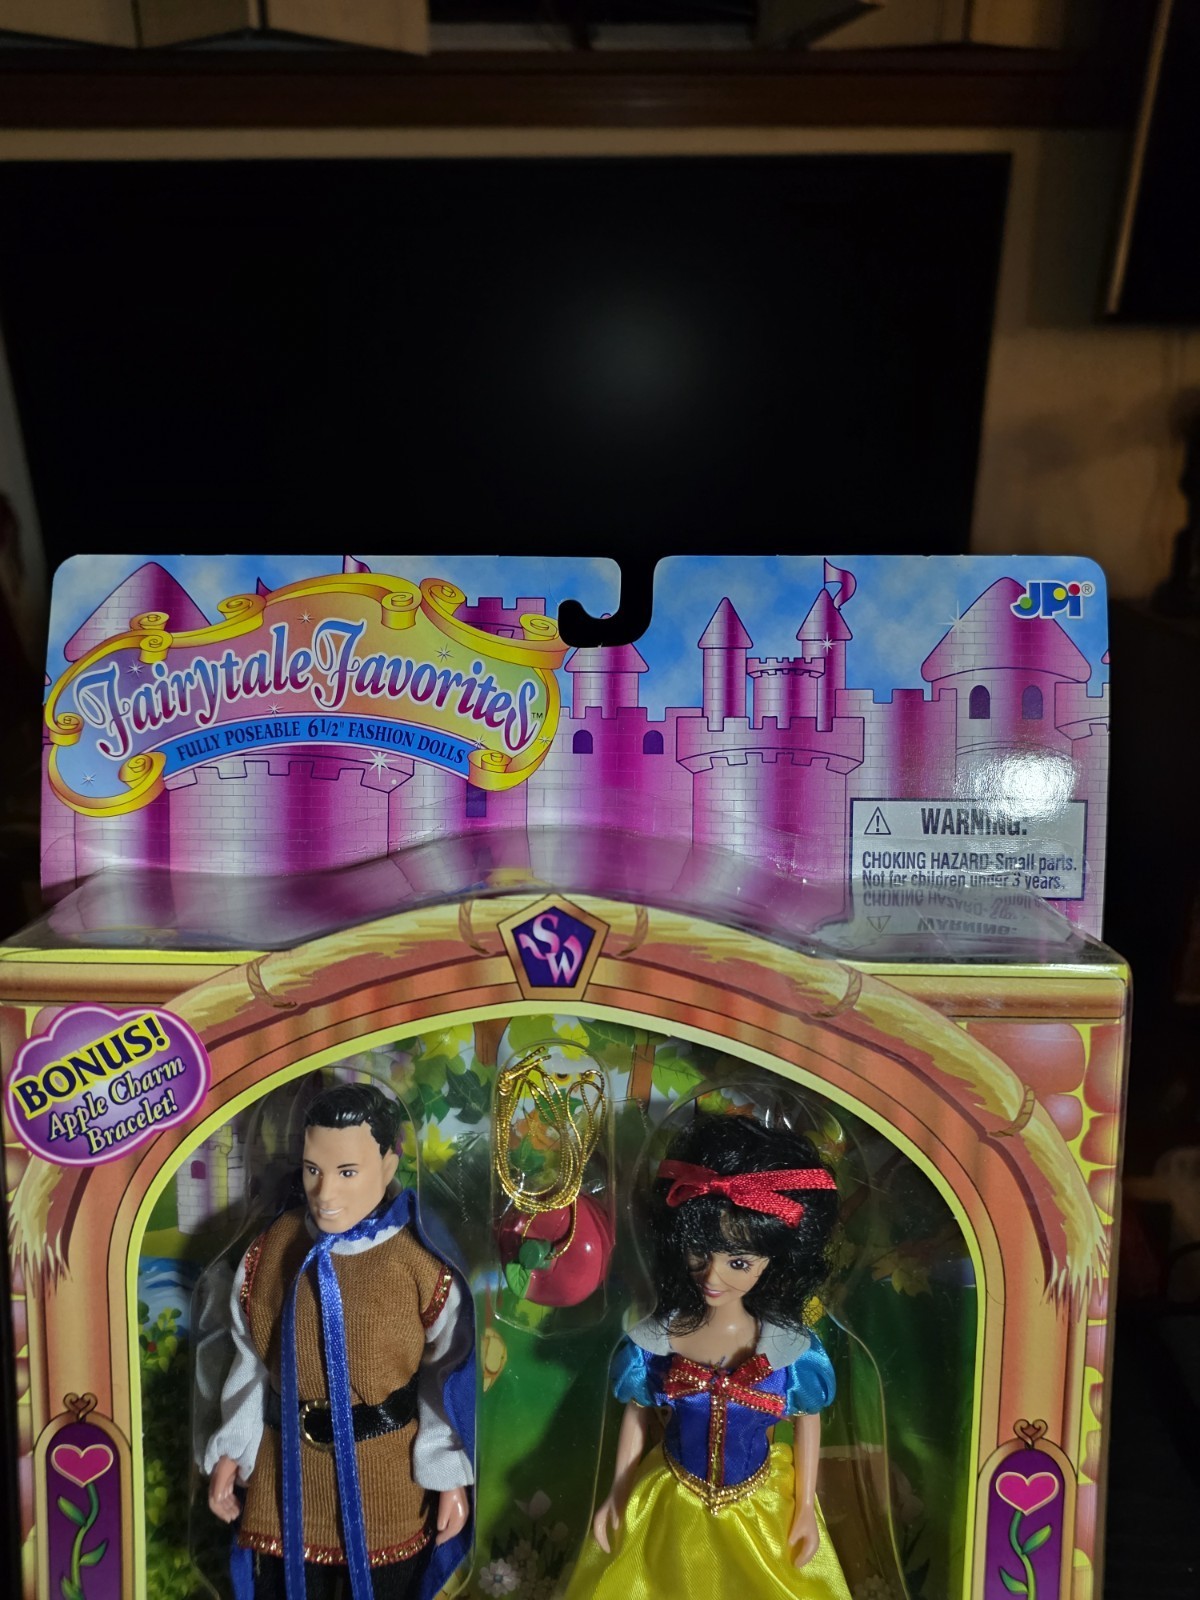 JPi®
Fairytale Favorites™
FULLY POSEABLE 6 1/2" FASHION DOLLS
WARNING:
CHOKING HAZARD-Small parts.
Not for children under 3 years.
SW
BONUS!
Apple Charm
Bracelet!